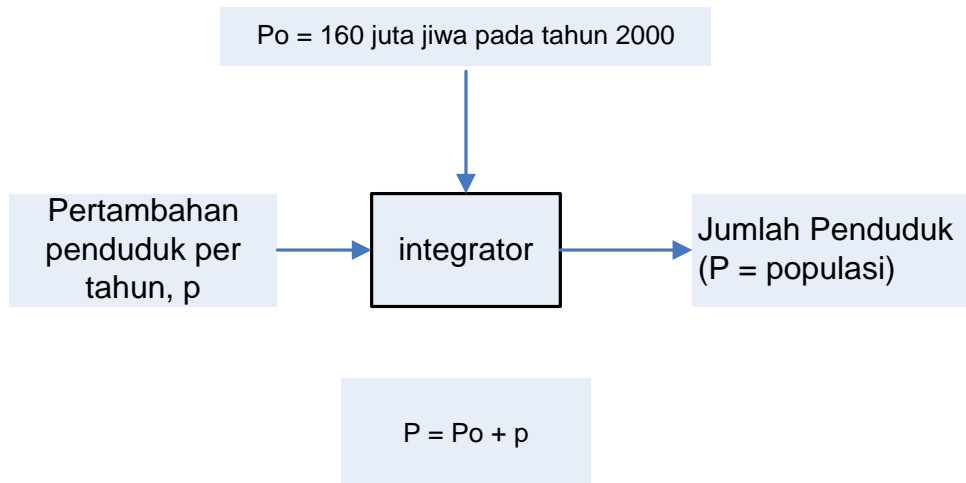 Po = 160 juta jiwa pada tahun 2000
Pertambahan
penduduk per
tahun, p
integrator
Jumlah Penduduk
(P = populasi)
P = Po + p